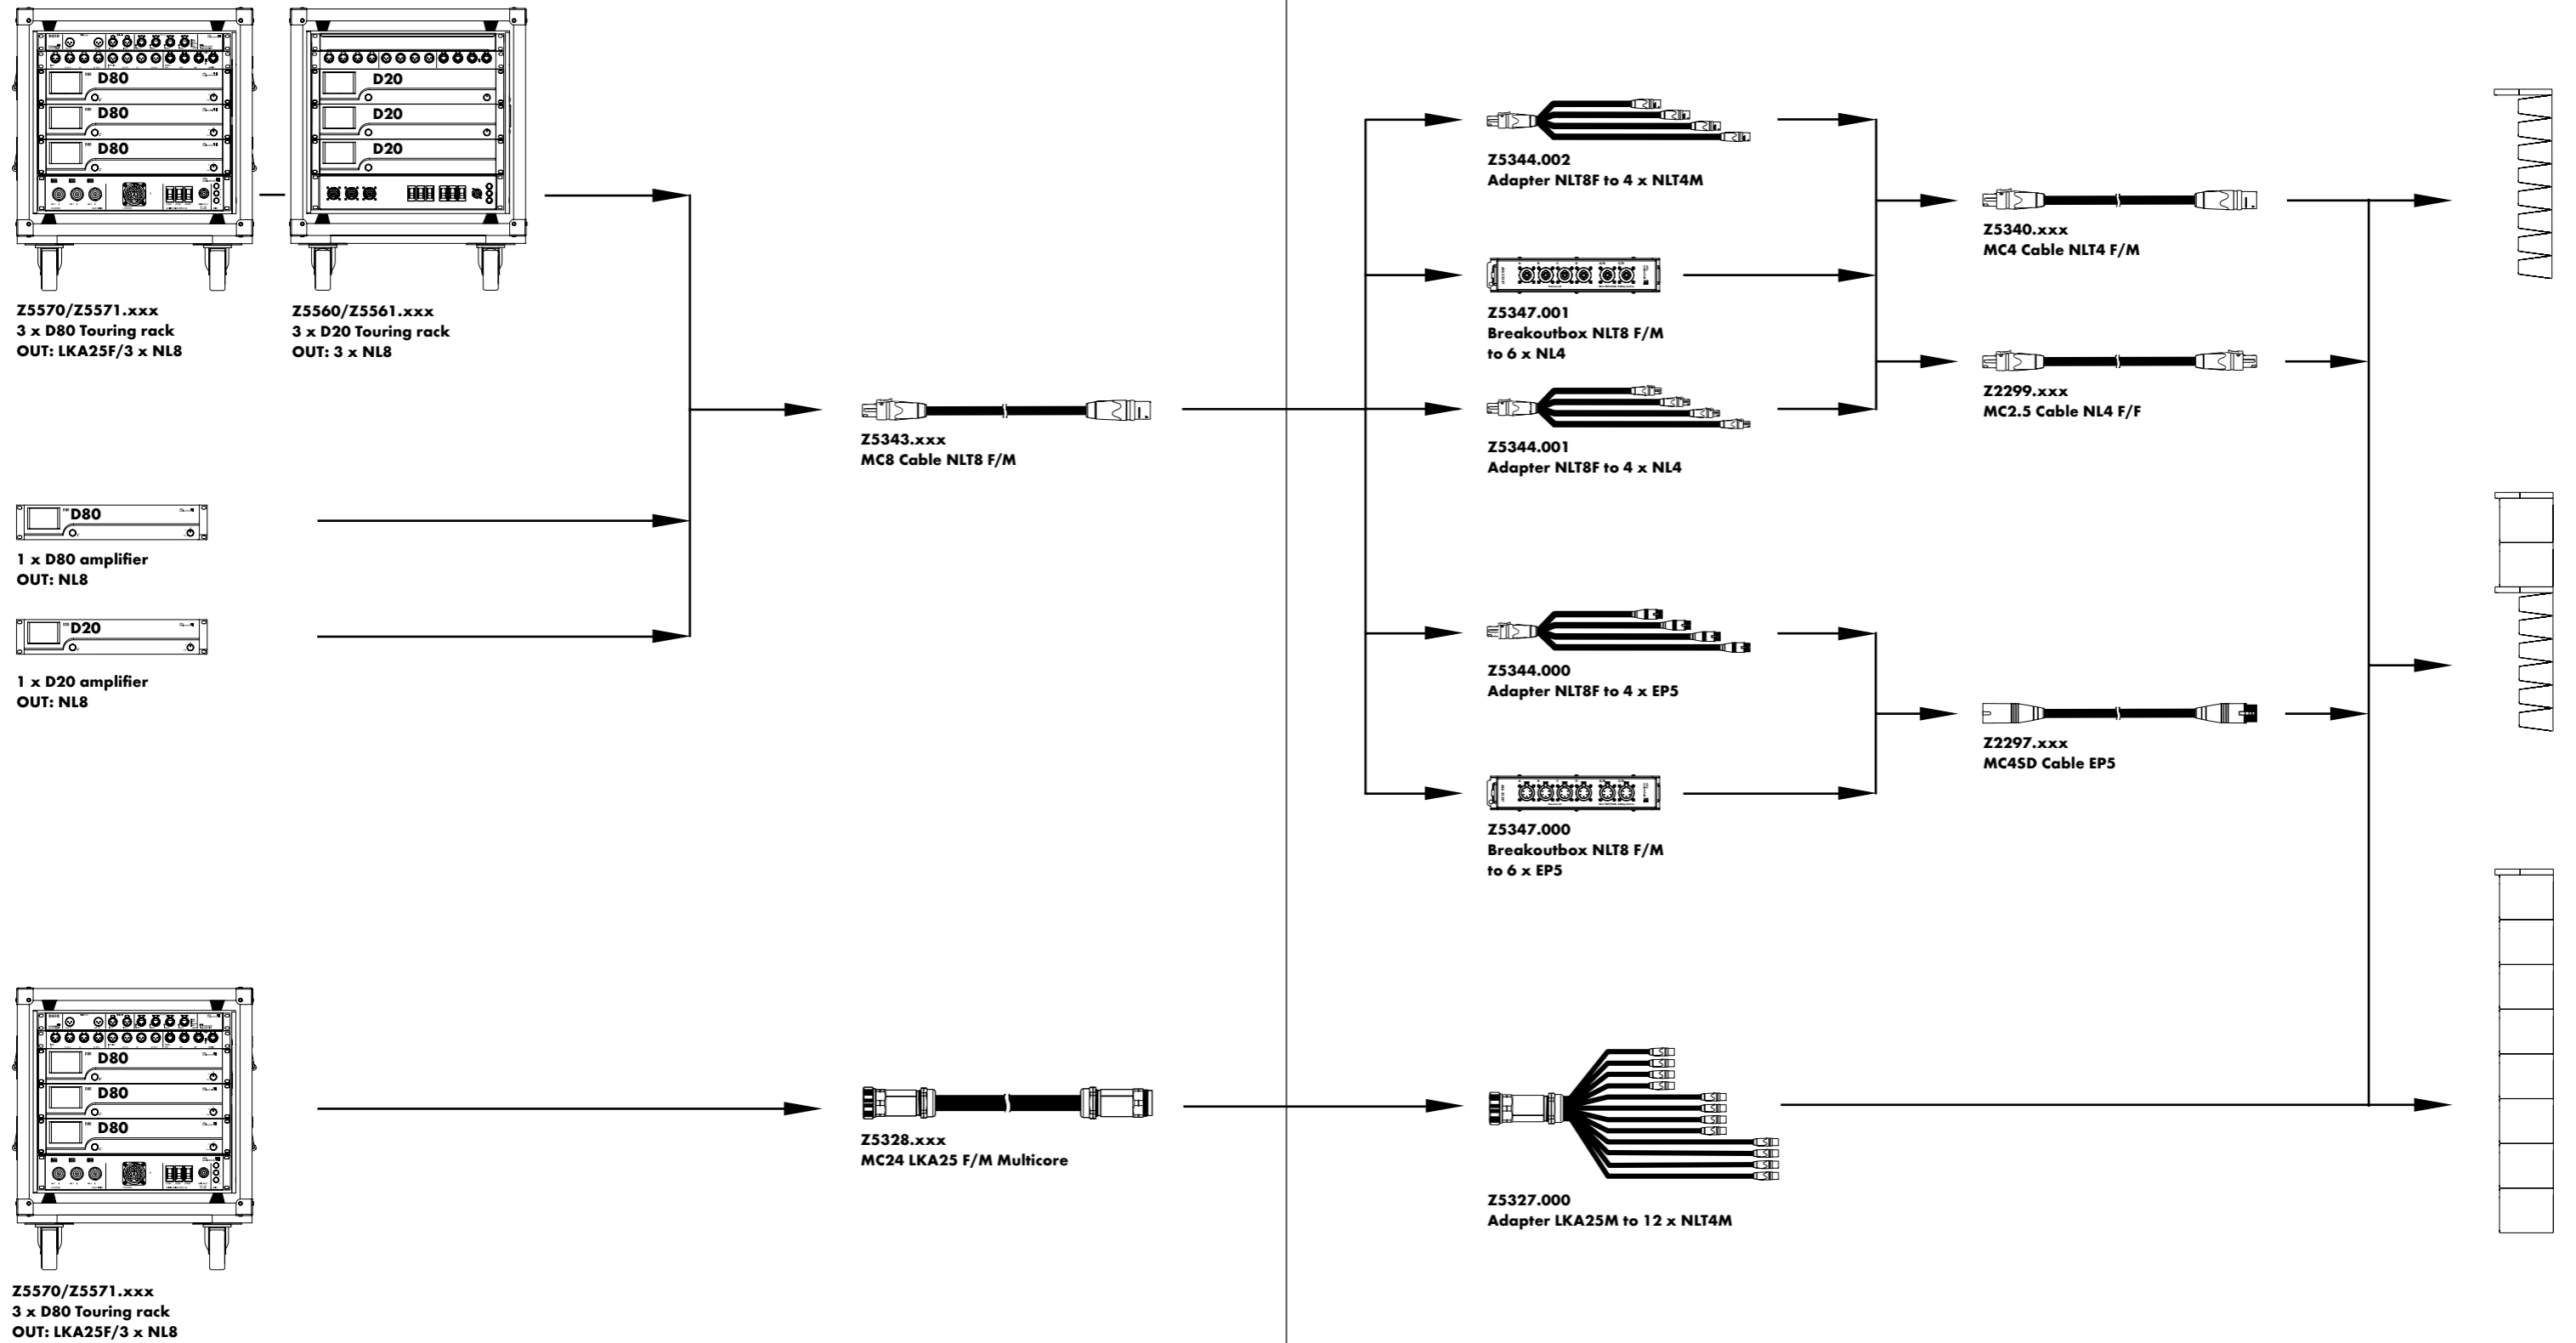 D80
D80
D80
D20
D20
D20
Z5570/Z5571.xxx
3 x D80 Touring rack
OUT: LKA25F/3 x NL8
Z5560/Z5561.xxx
3 x D20 Touring rack
OUT: 3 x NL8
D80
1 x D80 amplifier
OUT: NL8
D20
1 x D20 amplifier
OUT: NL8
Z5343.xxx
MC8 Cable NLT8 F/M
Z5344.002
Adapter NLT8F to 4 x NLT4M
Z5347.001
Breakoutbox NLT8 F/M
to 6 x NL4
Z5344.001
Adapter NLT8F to 4 x NL4
Z5344.000
Adapter NLT8F to 4 x EP5
Z5347.000
Breakoutbox NLT8 F/M
to 6 x EP5
Z5340.xxx
MC4 Cable NLT4 F/M
Z2299.xxx
MC2.5 Cable NL4 F/F
Z2297.xxx
MC4SD Cable EP5
D80
D80
D80
Z5570/Z5571.xxx
3 x D80 Touring rack
OUT: LKA25F/3 x NL8
Z5328.xxx
MC24 LKA25 F/M Multicore
Z5327.000
Adapter LKA25M to 12 x NLT4M